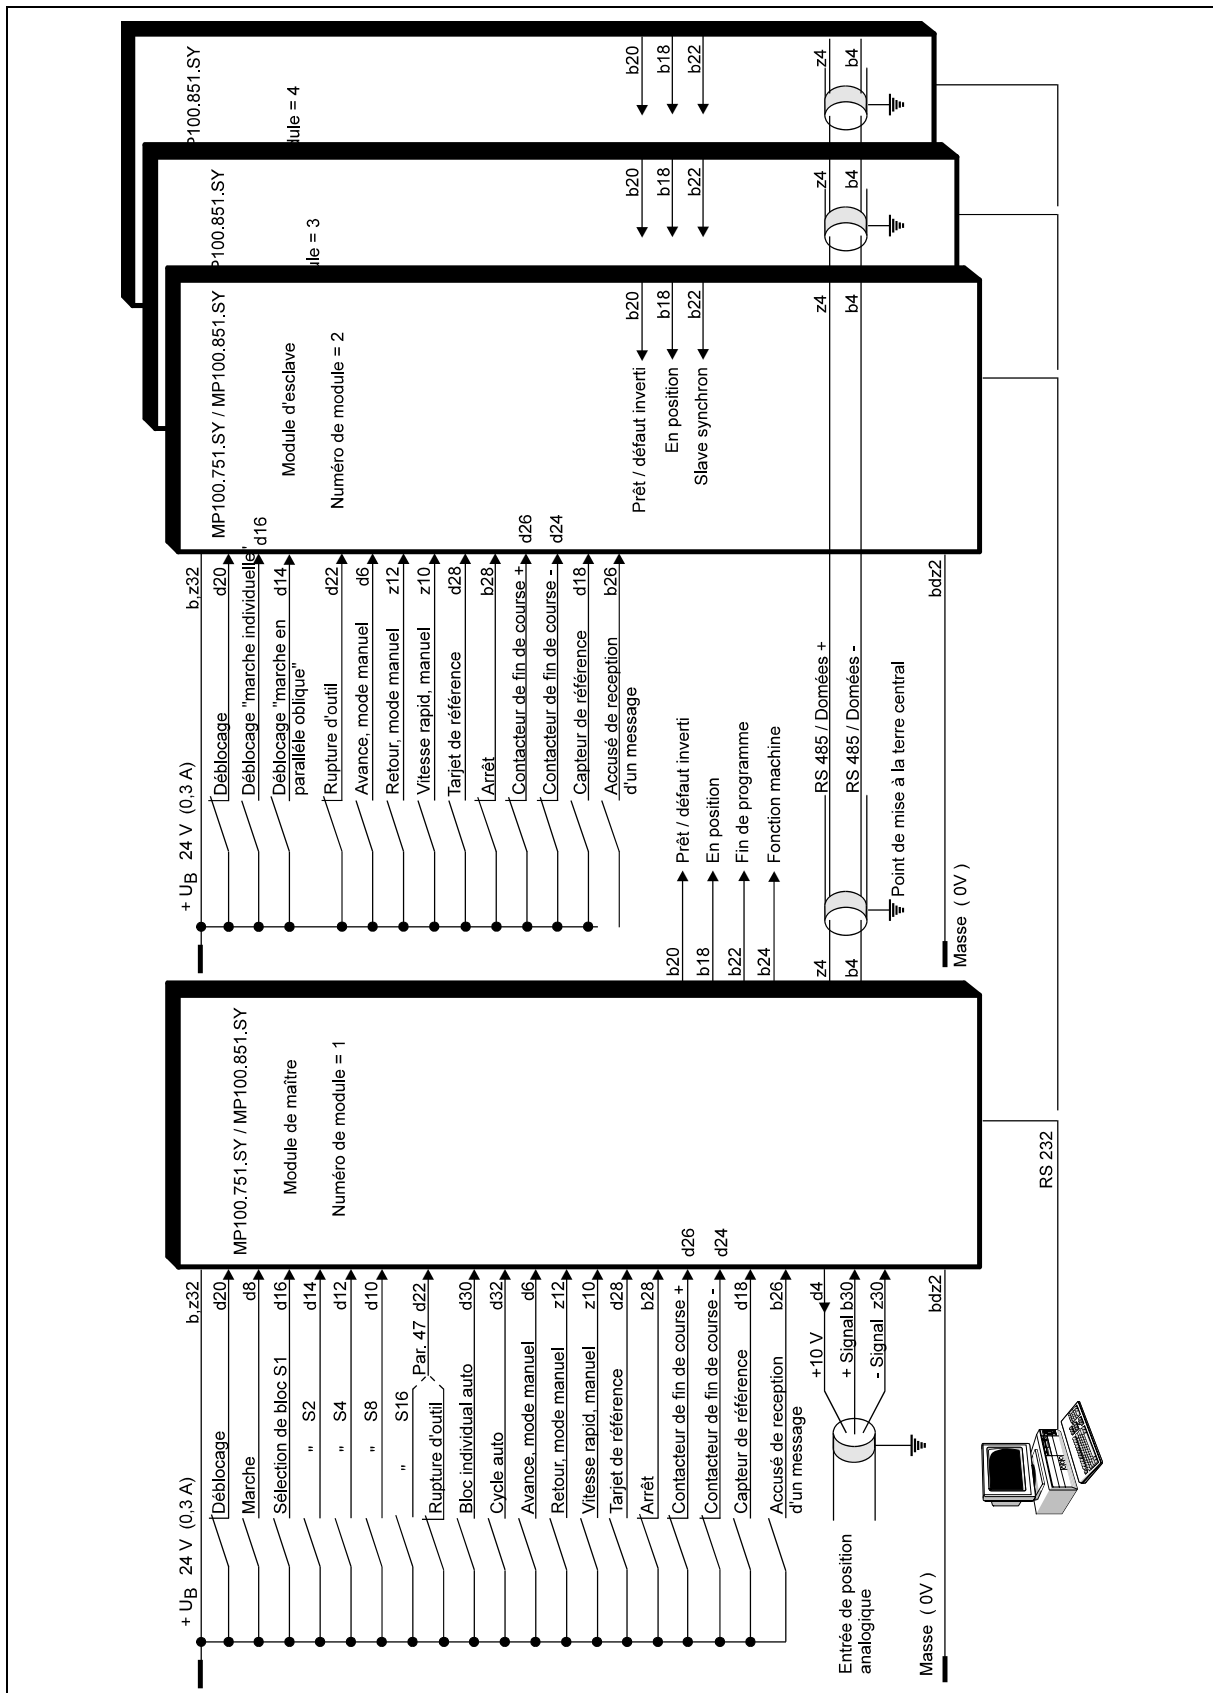 + UB 24 V (0,3 A)
b,z32
Déblocage
d20
Marche
d8
Sélection de bloc S1
d16
" S2
d14
" S4
d12
" S8
d10
" S16
Par. 47
d22
Rupture d'outil
Bloc individual auto
d30
Cycle auto
d32
Avance, mode manuel
d6
Retour, mode manuel
z12
Vitesse rapid, manuel
z10
Tarjet de référence
d28
Arrêt
b28
Contacteur de fin de course +
d26
Contacteur de fin de course -
d24
Capteur de référence
d18
Accusé de reception
d'un message
b26
+10 V
d4
+ Signal b30
- Signal z30
Entrée de position
analogique
Masse ( 0V )
bdz2
MP100.751.SY / MP100.851.SY
Module de maître
Numéro de module = 1
RS 232
b20
Prêt / défaut inverti
b18
En position
b22
Fin de programme
b24
Fonction machine
z4
RS 485 / Domées +
b4
RS 485 / Domées -
Point de mise à la terre central
Masse ( 0V )
bdz2
+ UB 24 V (0,3 A)
b,z32
Déblocage
d20
Déblocage "marche individuelle"
d16
Déblocage "marche en
parallèle oblique"
d14
Rupture d'outil
d22
Avance, mode manuel
d6
Retour, mode manuel
z12
Vitesse rapid, manuel
z10
Tarjet de référence
d28
Arrêt
b28
Contacteur de fin de course +
d26
Contacteur de fin de course -
d24
Capteur de référence
d18
Accusé de reception
d'un message
b26
MP100.751.SY / MP100.851.SY
Module d'esclave
Numéro de module = 2
Prêt / défaut inverti
b20
En position
b18
Slave synchron
b22
z4
b4
P100.851.SY
ule = 3
b20
b18
b22
z4
b4
P100.851.SY
dule = 4
b20
b18
b22
z4
b4